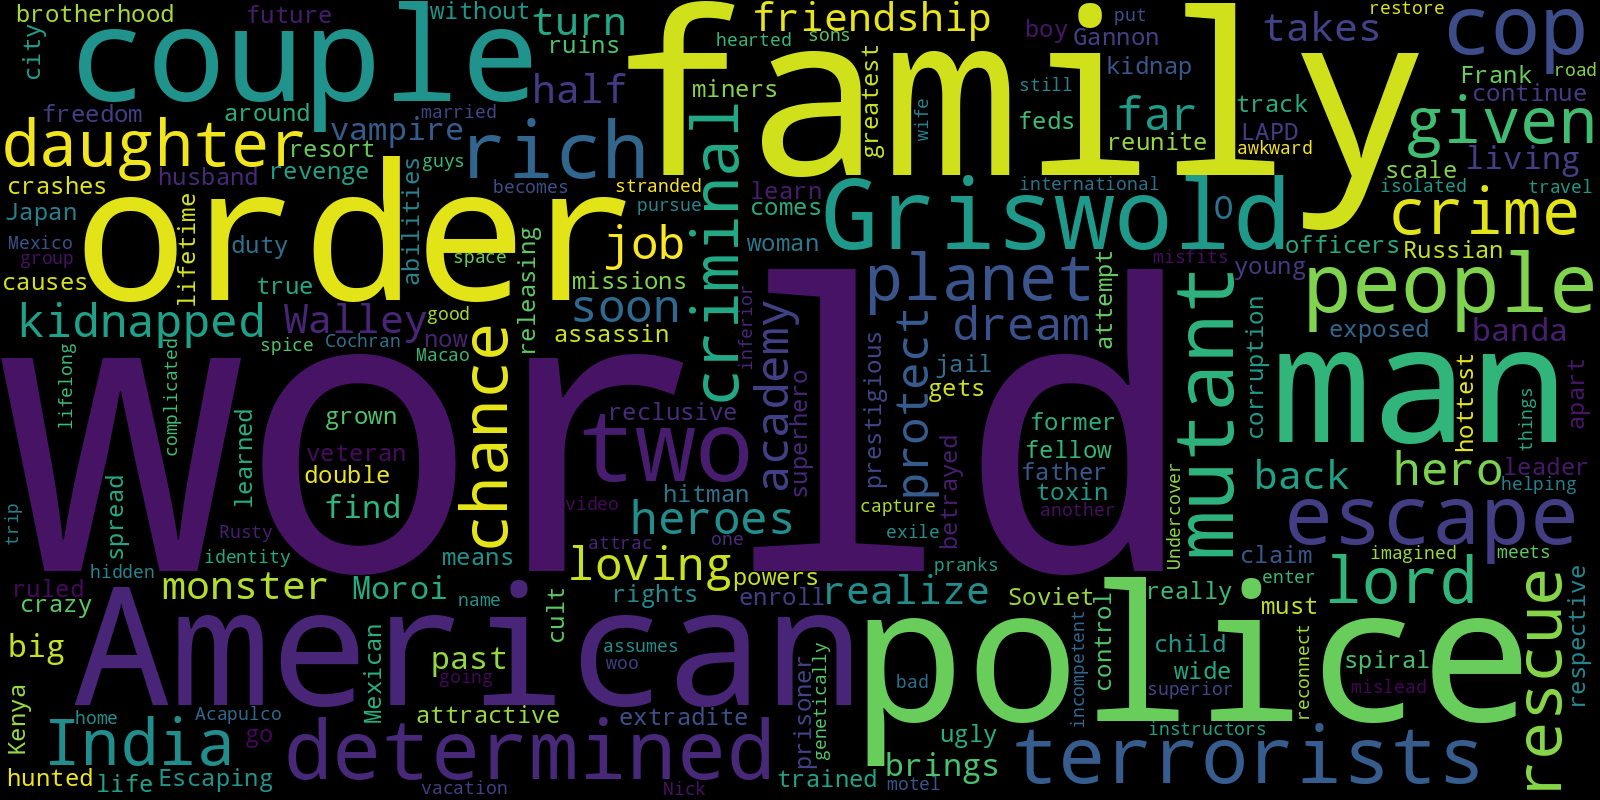 brotherhood future without turn friendship put restore
city couple ruins hearted sons boy Gannon takes cop
family half miners greatest kidnap Frank road
freedom around married vampire rich wife still feds far track continue given
daughter resort guys criminal reunite LAPD awkward living
crashes husband revenge abilities becomes stranded learn international scale isolated travel
Japan order pursue comes Griswold O crime
Mexico group lifetime duty space releasing job woman planet misfits officers Russian
causes true missions attempt young people
kidnapped Walley good soon inferior dream mutant corruption exposed banda
lifelong complicated spice Cochran now Macao chance assassin academy prestigious protect jail man hottest things apart
world grown reclusive two superhero gets former
learned veteran double fellow hero leader
find hitman betrayed father toxin back helping
trip spread Rusty video heroes capture another Undercover escape
hidden identity means attrac one exile claim imagined meets
ruled monster Moroi loving powers pranks enter
crazy name cult rights enroll realize Soviet control really must lord rescue respective
big American Mexican past assumes woo police incompetent child reconnect spiral
going prisoner genetically bad wide superior mislead
Kenya home Acapulco attractive extradite instructors
India go determined ugly terrorists
hunted life Escaping vacation Nick trained brings motel